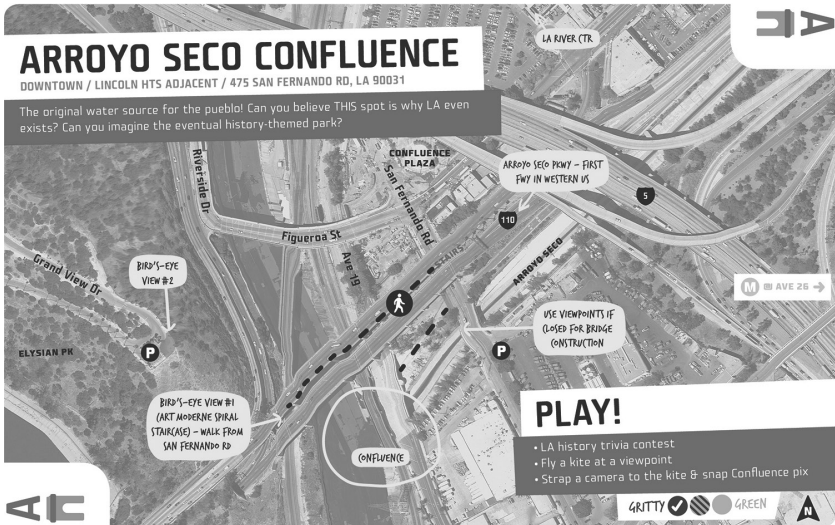 ARROYO SECO CONFLUENCE
DOWNTOWN / LINCOLN HTS ADJACENT / 475 SAN FERNANDO RD, LA 90031
The original water source for the pueblo! Can you believe THIS spot is why LA even
exists? Can you imagine the eventual history-themed park?
LA RIVER CTR
CONFLUENCE
PLAZA
ARROYO SECO PKWY – FIRST
FWY IN WESTERN US
5
110
Riverside Dr
San Fernando Rd
Figueroa St
Ave 19
STAIRS
ARROYO SECO
Grand View Dr
BIRD'S-EYE
VIEW #2
M @ AVE 26
ELYSIAN PK
P
USE VIEWPOINTS IF
CLOSED FOR BRIDGE
CONSTRUCTION
P
BIRD'S-EYE VIEW #1
(ART MODERNE SPIRAL
STAIRCASE) – WALK FROM
SAN FERNANDO RD
CONFLUENCE
PLAY!
• LA history trivia contest
• Fly a kite at a viewpoint
• Strap a camera to the kite & snap Confluence pix
GRITTY GREEN
N